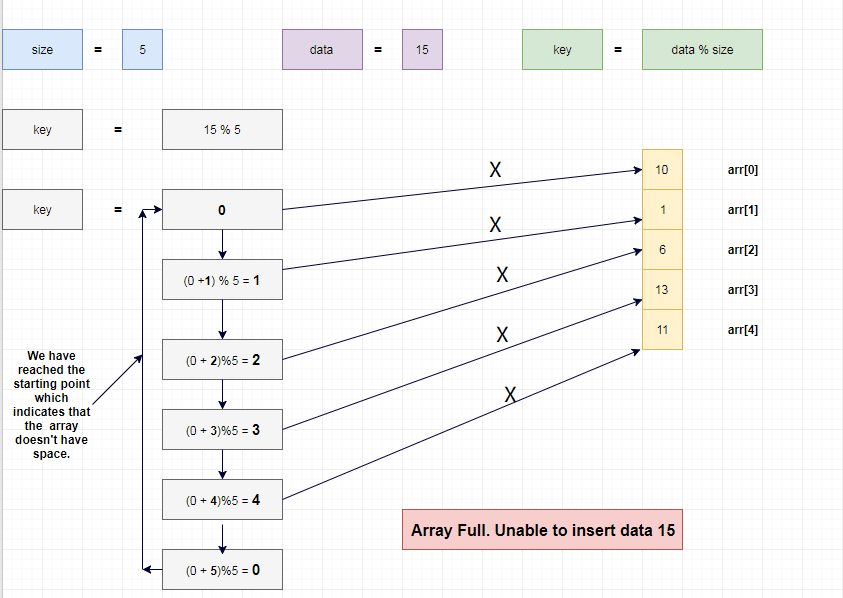 size = 5 data = 15 key = data % size
key = 15 % 5
X 10 arr[0]
key = 0 1 arr[1]
X
6 arr[2]
(0 +1) % 5 = 1 X
13 arr[3]
X 11 arr[4]
We have
reached the
starting point
which
indicates that
the array
doesn't have
space.
(0 + 2)%5 = 2
X
(0 + 3)%5 = 3
(0 + 4)%5 = 4
Array Full. Unable to insert data 15
(0 + 5)%5 = 0